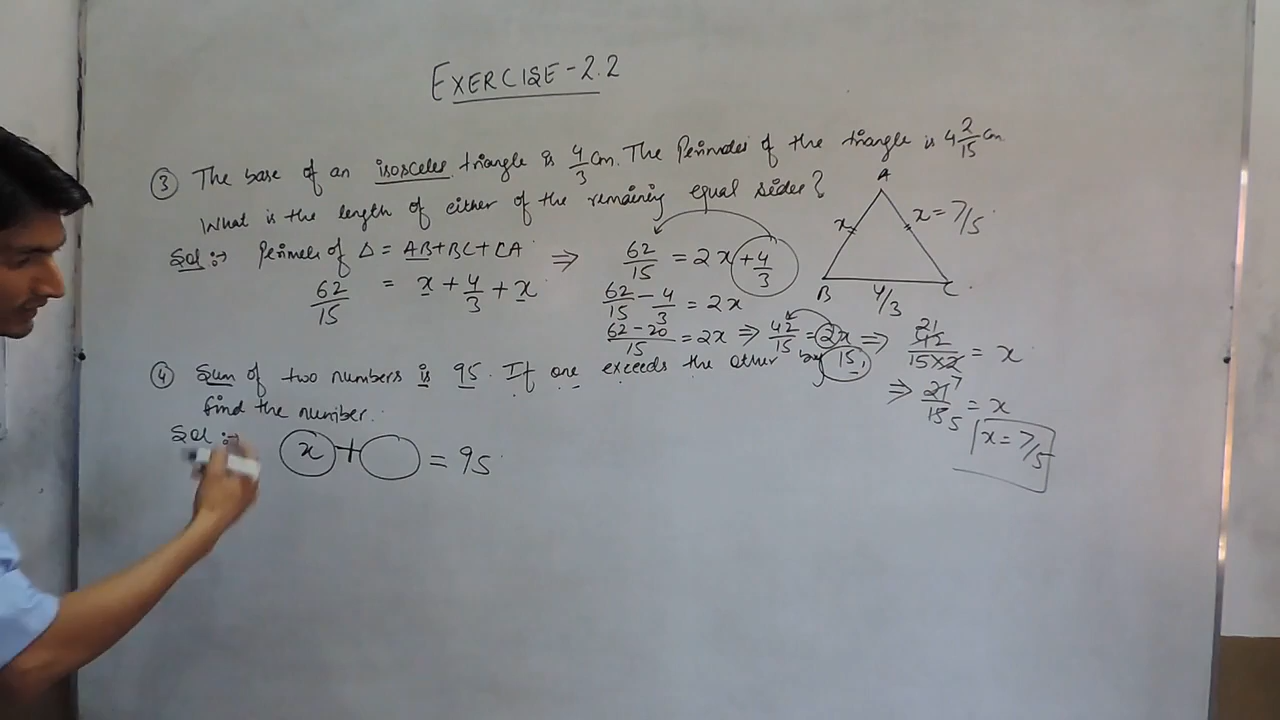 EXERCISE-2.2
③ The base of an isosceles triangle is 4/3 cm. The Perimeter of the triangle is 4 2/15 cm
What is the length of either of the remaining equal sides?
Sol :→ Perimeter of Δ = AB+BC+CA
62/15 = x + 4/3 + x
⇒ 62/15 = 2x + 4/3
62/15 - 4/3 = 2x
62-20/15 = 2x ⇒ 42/15 = 2x ⇒ 21 42/15×2 = x
⇒ 21 7/15 5 = x
x = 7/5
A
x
x = 7/5
B 4/3 C
④ Sum of two numbers is 95. If one exceeds the other by 15,
find the number.
Sol :→
x + = 95